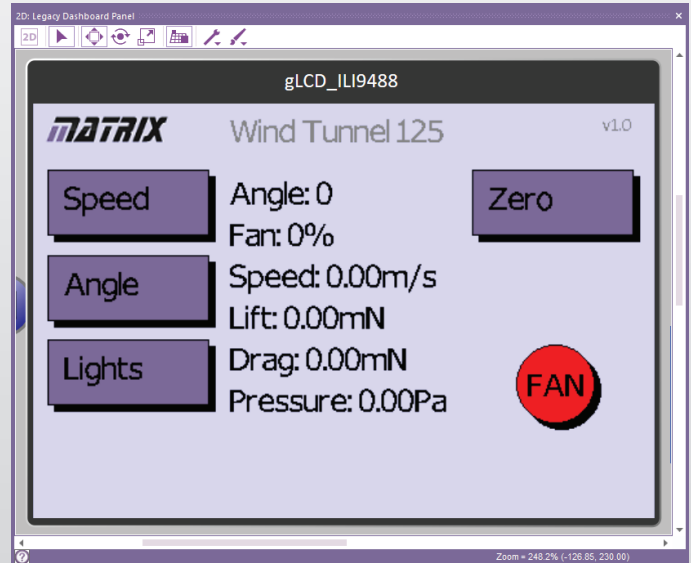 2D: Legacy Dashboard Panel
2D
gLCD_ILI9488
MATRIX
Wind Tunnel 125
v1.0
Speed
Angle: 0
Zero
Fan: 0%
Angle
Speed: 0.00m/s
Lift: 0.00mN
Lights
Drag: 0.00mN
FAN
Pressure: 0.00Pa
Zoom = 248.2% (-126.85, 230.00)